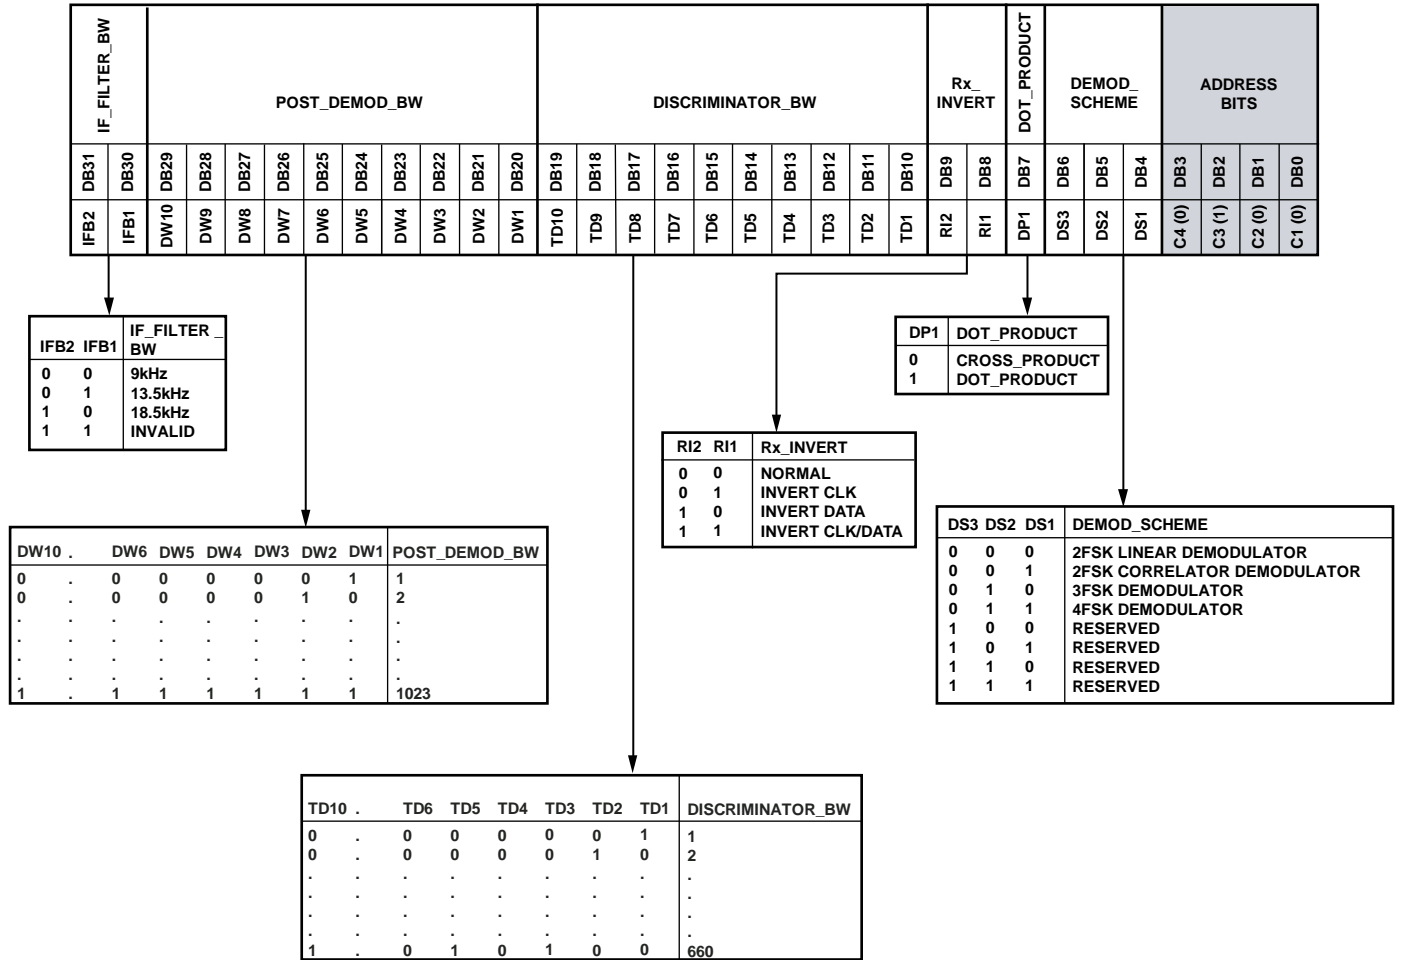 IF_FILTER_BW
POST_DEMOD_BW
DISCRIMINATOR_BW
Rx_
INVERT
DOT_PRODUCT
DEMOD_
SCHEME
ADDRESS
BITS
DB31 DB30 DB29 DB28 DB27 DB26 DB25 DB24 DB23 DB22 DB21 DB20 DB19 DB18 DB17 DB16 DB15 DB14 DB13 DB12 DB11 DB10 DB9 DB8 DB7 DB6 DB5 DB4 DB3 DB2 DB1 DB0
IFB2 IFB1 DW10 DW9 DW8 DW7 DW6 DW5 DW4 DW3 DW2 DW1 TD10 TD9 TD8 TD7 TD6 TD5 TD4 TD3 TD2 TD1 RI2 RI1 DP1 DS3 DS2 DS1 C4 (0) C3 (1) C2 (0) C1 (0)
IFB2 IFB1 IF_FILTER _
BW
0 0 9kHz
0 1 13.5kHz
1 0 18.5kHz
1 1 INVALID
DP1 DOT_PRODUCT
0 CROSS_PRODUCT
1 DOT_PRODUCT
RI2 RI1 Rx_INVERT
0 0 NORMAL
0 1 INVERT CLK
1 0 INVERT DATA
1 1 INVERT CLK/DATA
DS3 DS2 DS1 DEMOD_SCHEME
0 0 0 2FSK LINEAR DEMODULATOR
0 0 1 2FSK CORRELATOR DEMODULATOR
0 1 0 3FSK DEMODULATOR
0 1 1 4FSK DEMODULATOR
1 0 0 RESERVED
1 0 1 RESERVED
1 1 0 RESERVED
1 1 1 RESERVED
DW10 . DW6 DW5 DW4 DW3 DW2 DW1 POST_DEMOD_BW
0 . 0 0 0 0 0 1 1
0 . 0 0 0 0 1 0 2
. . . . . . . . .
. . . . . . . . .
. . . . . . . . .
. . . . . . . . .
1 . 1 1 1 1 1 1 1023
TD10 . TD6 TD5 TD4 TD3 TD2 TD1 DISCRIMINATOR_BW
0 . 0 0 0 0 0 1 1
0 . 0 0 0 0 1 0 2
. . . . . . . . .
. . . . . . . . .
. . . . . . . . .
. . . . . . . . .
1 . 0 1 0 1 0 0 660